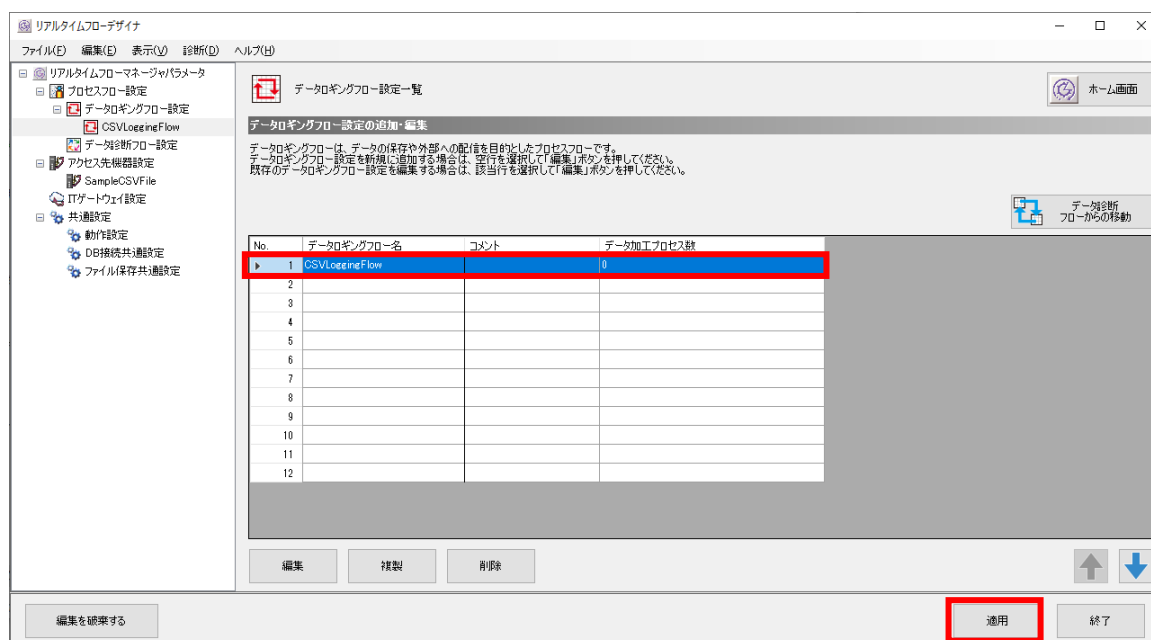 リアルタイムフローデザイナ
ファイル(F) 編集(E) 表示(V) 診断(D) ヘルプ(H)
リアルタイムフローマネージャパラメータ
プロセスフロー設定
データロギングフロー設定
CSVLoggingFlow
データ診断フロー設定
アクセス先機器設定
SampleCSVFile
ITゲートウェイ設定
共通設定
動作設定
DB接続共通設定
ファイル保存共通設定
データロギングフロー設定一覧
ホーム画面
データロギングフロー設定の追加・編集
データロギングフローは、データの保存や外部への配信を目的としたプロセスフローです。
データロギングフロー設定を新規に追加する場合は、空行を選択して「編集」ボタンを押してください。
既存のデータロギングフロー設定を編集する場合は、該当行を選択して「編集」ボタンを押してください。
データ診断
フローからの移動
No. データロギングフロー名 コメント データ加工プロセス数
1 CSVLoggingFlow 0
2
3
4
5
6
7
8
9
10
11
12
編集 複製 削除
編集を破棄する 適用 終了